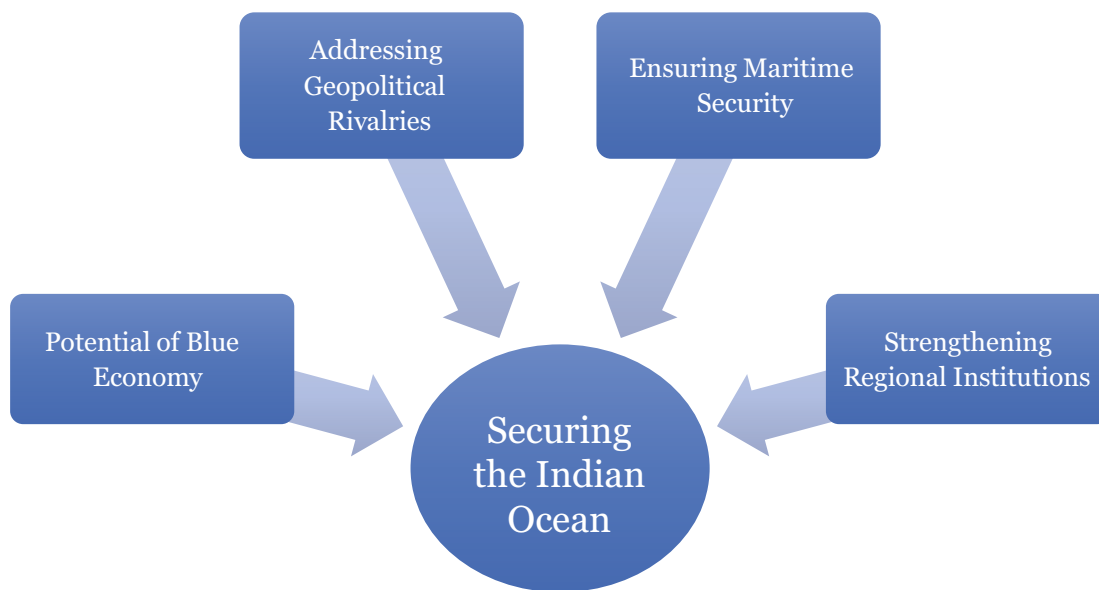 Addressing
Geopolitical
Rivalries
Ensuring Maritime
Security
Potential of Blue
Economy
Strengthening
Regional Institutions
Securing
the Indian
Ocean